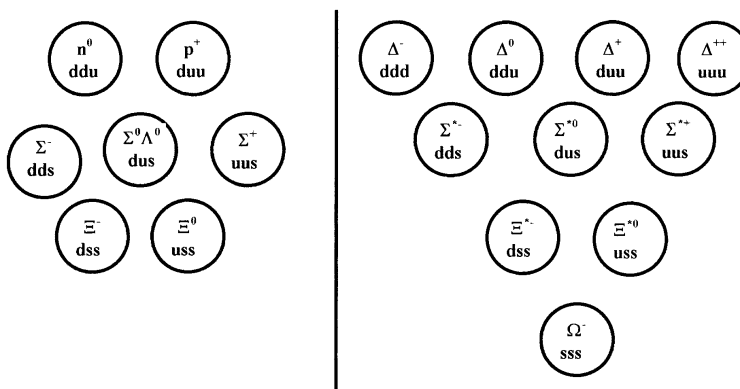 n⁰
ddu
p⁺
duu
Σ⁻
dds
Σ⁰Λ⁰
dus
Σ⁺
uus
Ξ⁻
dss
Ξ⁰
uss
Δ⁻
ddd
Δ⁰
ddu
Δ⁺
duu
Δ⁺⁺
uuu
Σ*⁻
dds
Σ*⁰
dus
Σ*⁺
uus
Ξ*⁻
dss
Ξ*⁰
uss
Ω⁻
sss